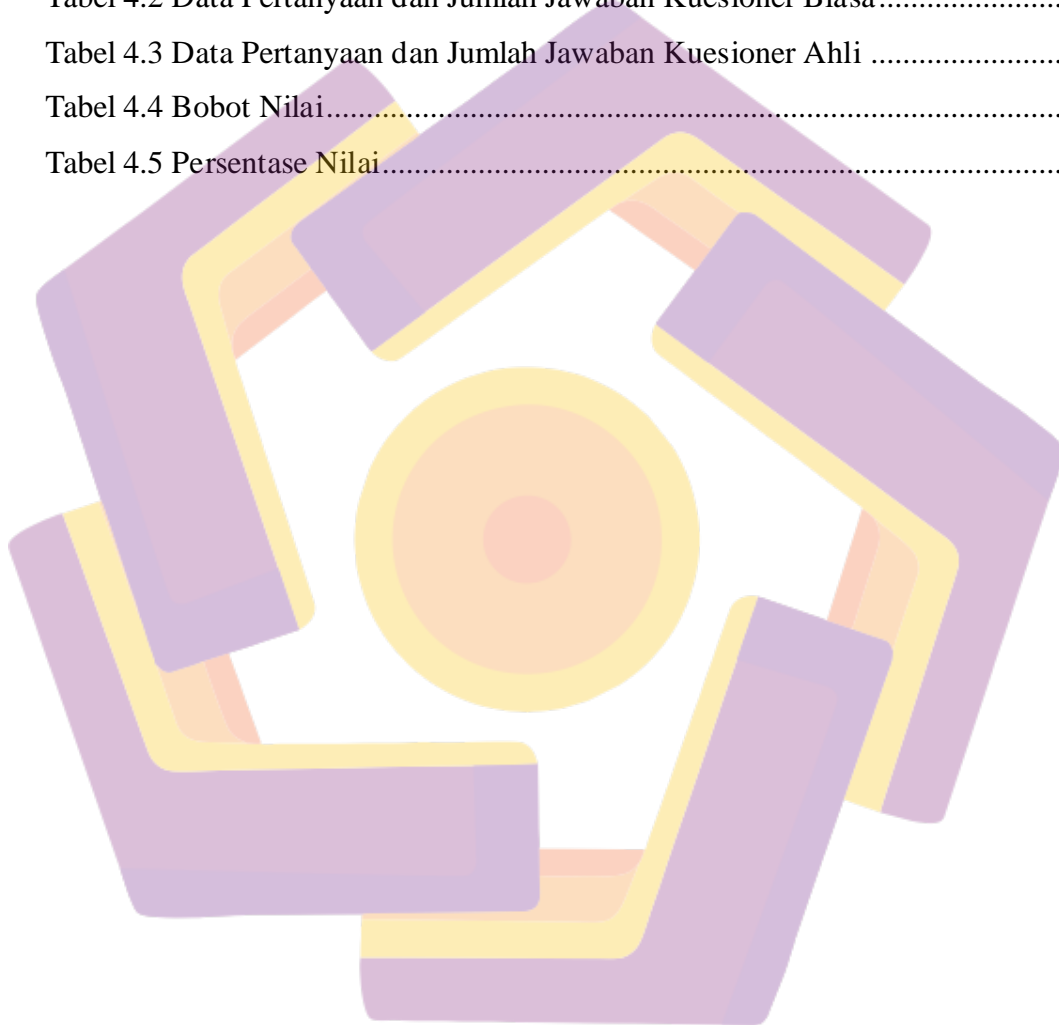 Tabel 4.2 Data Pertanyaan dan Jumlah Jawaban Kuesioner Biasa....................
Tabel 4.3 Data Pertanyaan dan Jumlah Jawaban Kuesioner Ahli ......................
Tabel 4.4 Bobot Nilai.....................................................................................
Tabel 4.5 Persentase Nilai..............................................................................